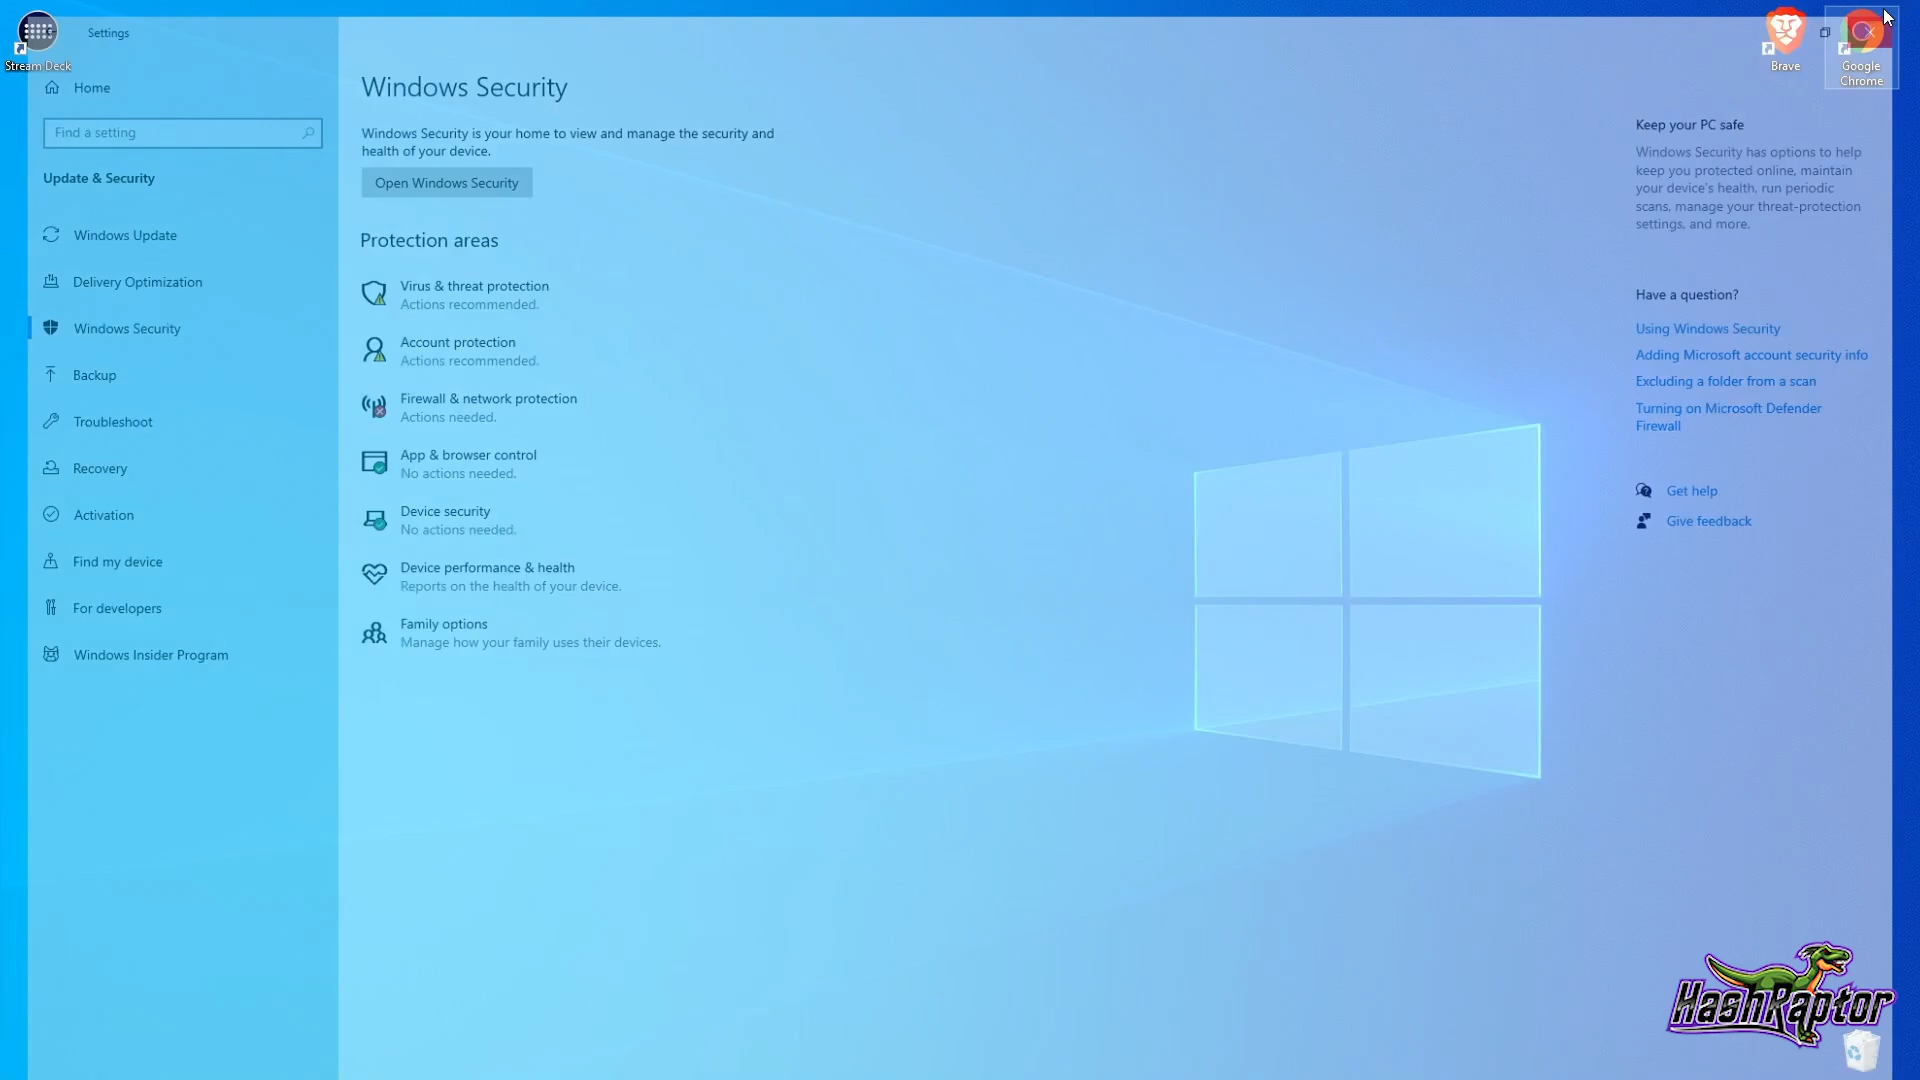 Stream Deck
Settings
Home
Find a setting
Update & Security
Windows Update
Delivery Optimization
Windows Security
Backup
Troubleshoot
Recovery
Activation
Find my device
For developers
Windows Insider Program
Windows Security
Windows Security is your home to view and manage the security and
health of your device.
Open Windows Security
Protection areas
Virus & threat protection
Actions recommended.
Account protection
Actions recommended.
Firewall & network protection
Actions needed.
App & browser control
No actions needed.
Device security
No actions needed.
Device performance & health
Reports on the health of your device.
Family options
Manage how your family uses their devices.
Brave
Google
Chrome
Keep your PC safe
Windows Security has options to help
keep you protected online, maintain
your device's health, run periodic
scans, manage your threat-protection
settings, and more.
Have a question?
Using Windows Security
Adding Microsoft account security info
Excluding a folder from a scan
Turning on Microsoft Defender
Firewall
Get help
Give feedback
HashRaptor